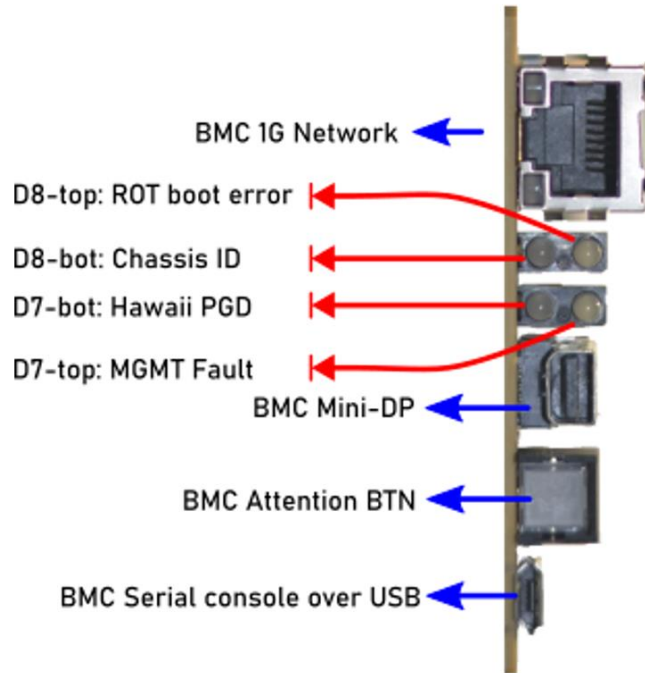 BMC 1G Network
D8-top: ROT boot error
D8-bot: Chassis ID
D7-bot: Hawaii PGD
D7-top: MGMT Fault
BMC Mini-DP
BMC Attention BTN
BMC Serial console over USB